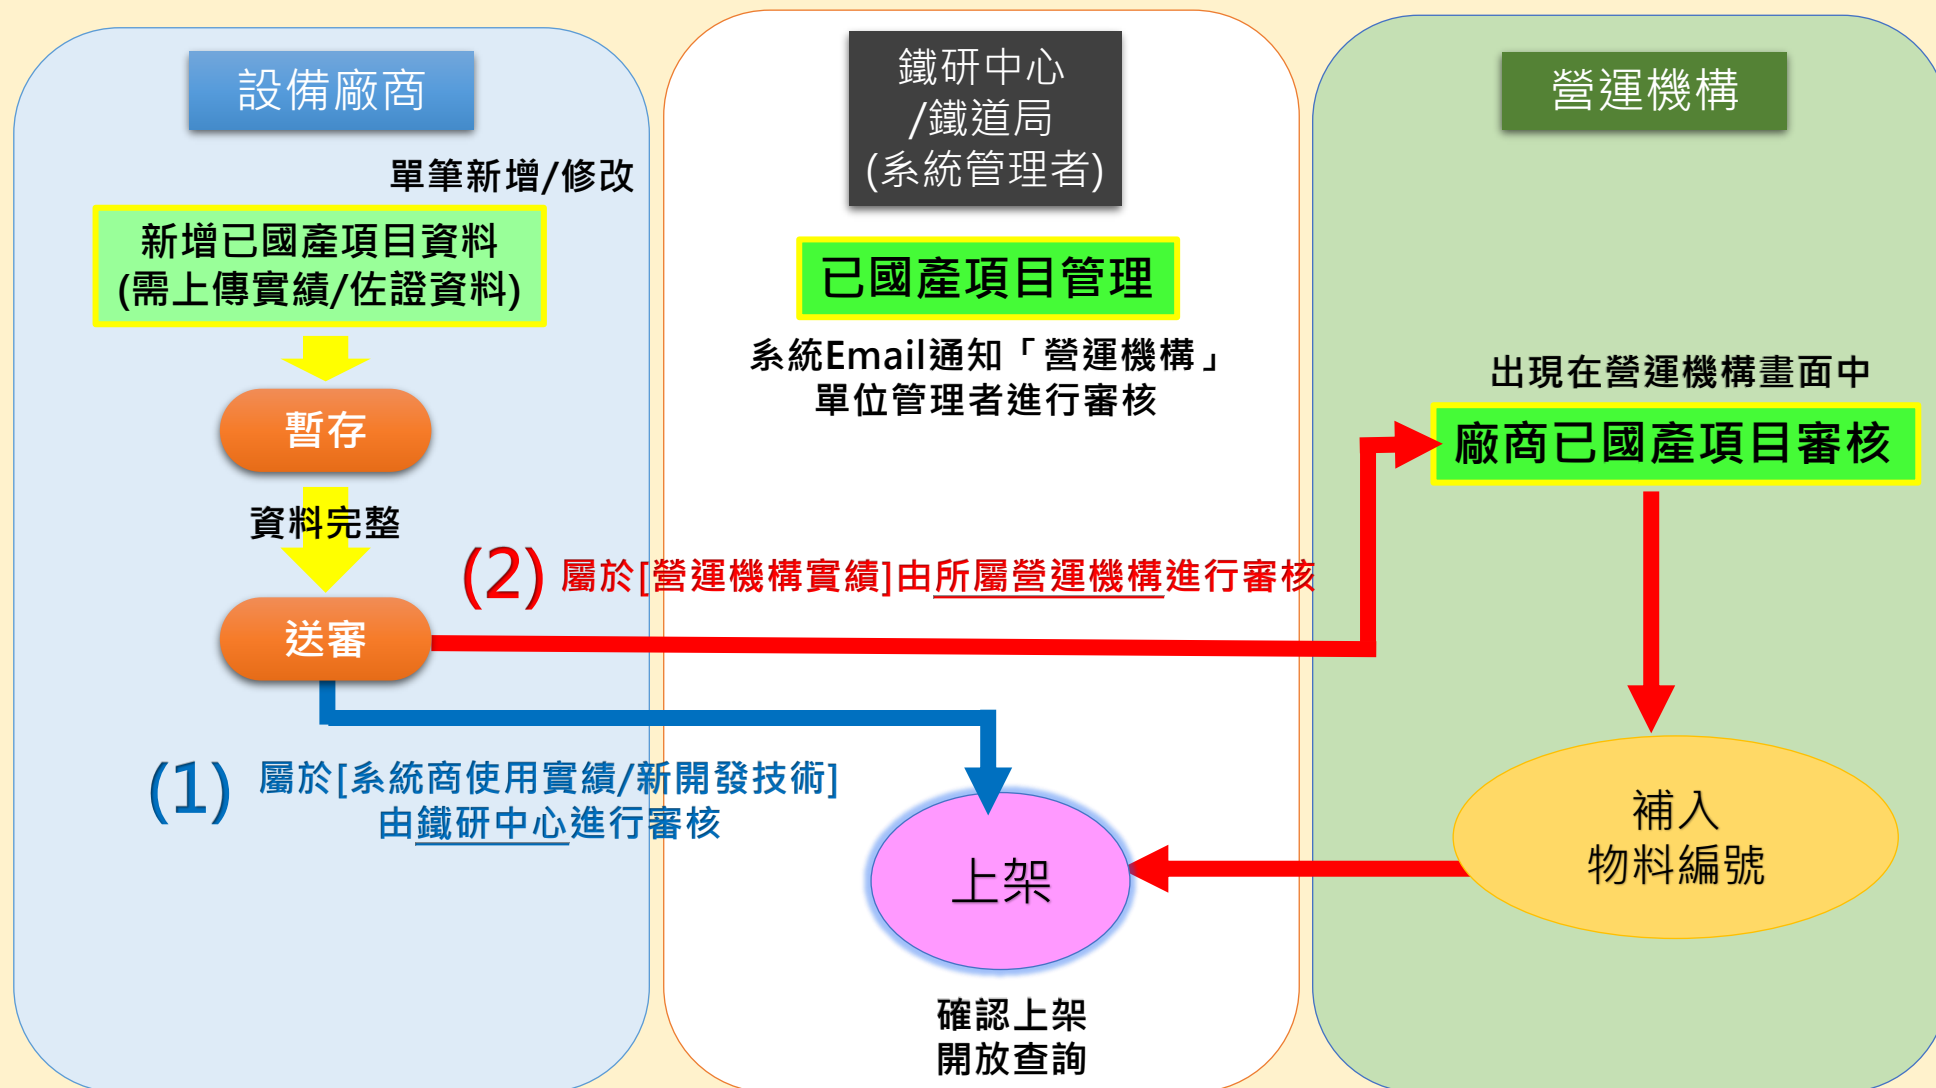 設備廠商
單筆新增/修改
新增已國產項目資料
(需上傳實績/佐證資料)
暫存
資料完整
送審
(1) 屬於[系統商使用實績/新開發技術]
由鐵研中心進行審核
(2) 屬於[營運機構實績]由所屬營運機構進行審核
鐵研中心
/鐵道局
(系統管理者)
已國產項目管理
系統Email通知「營運機構」
單位管理者進行審核
上架
確認上架
開放查詢
營運機構
出現在營運機構畫面中
廠商已國產項目審核
補入
物料編號